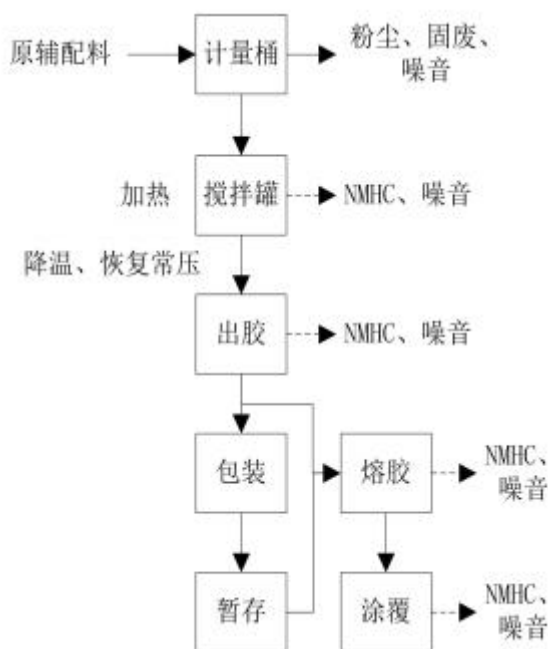 原辅配料
计量桶
粉尘、固废、
噪音
加热
搅拌罐
NMHC、噪音
降温、恢复常压
出胶
NMHC、噪音
包装
熔胶
NMHC、
噪音
暂存
涂覆
NMHC、
噪音